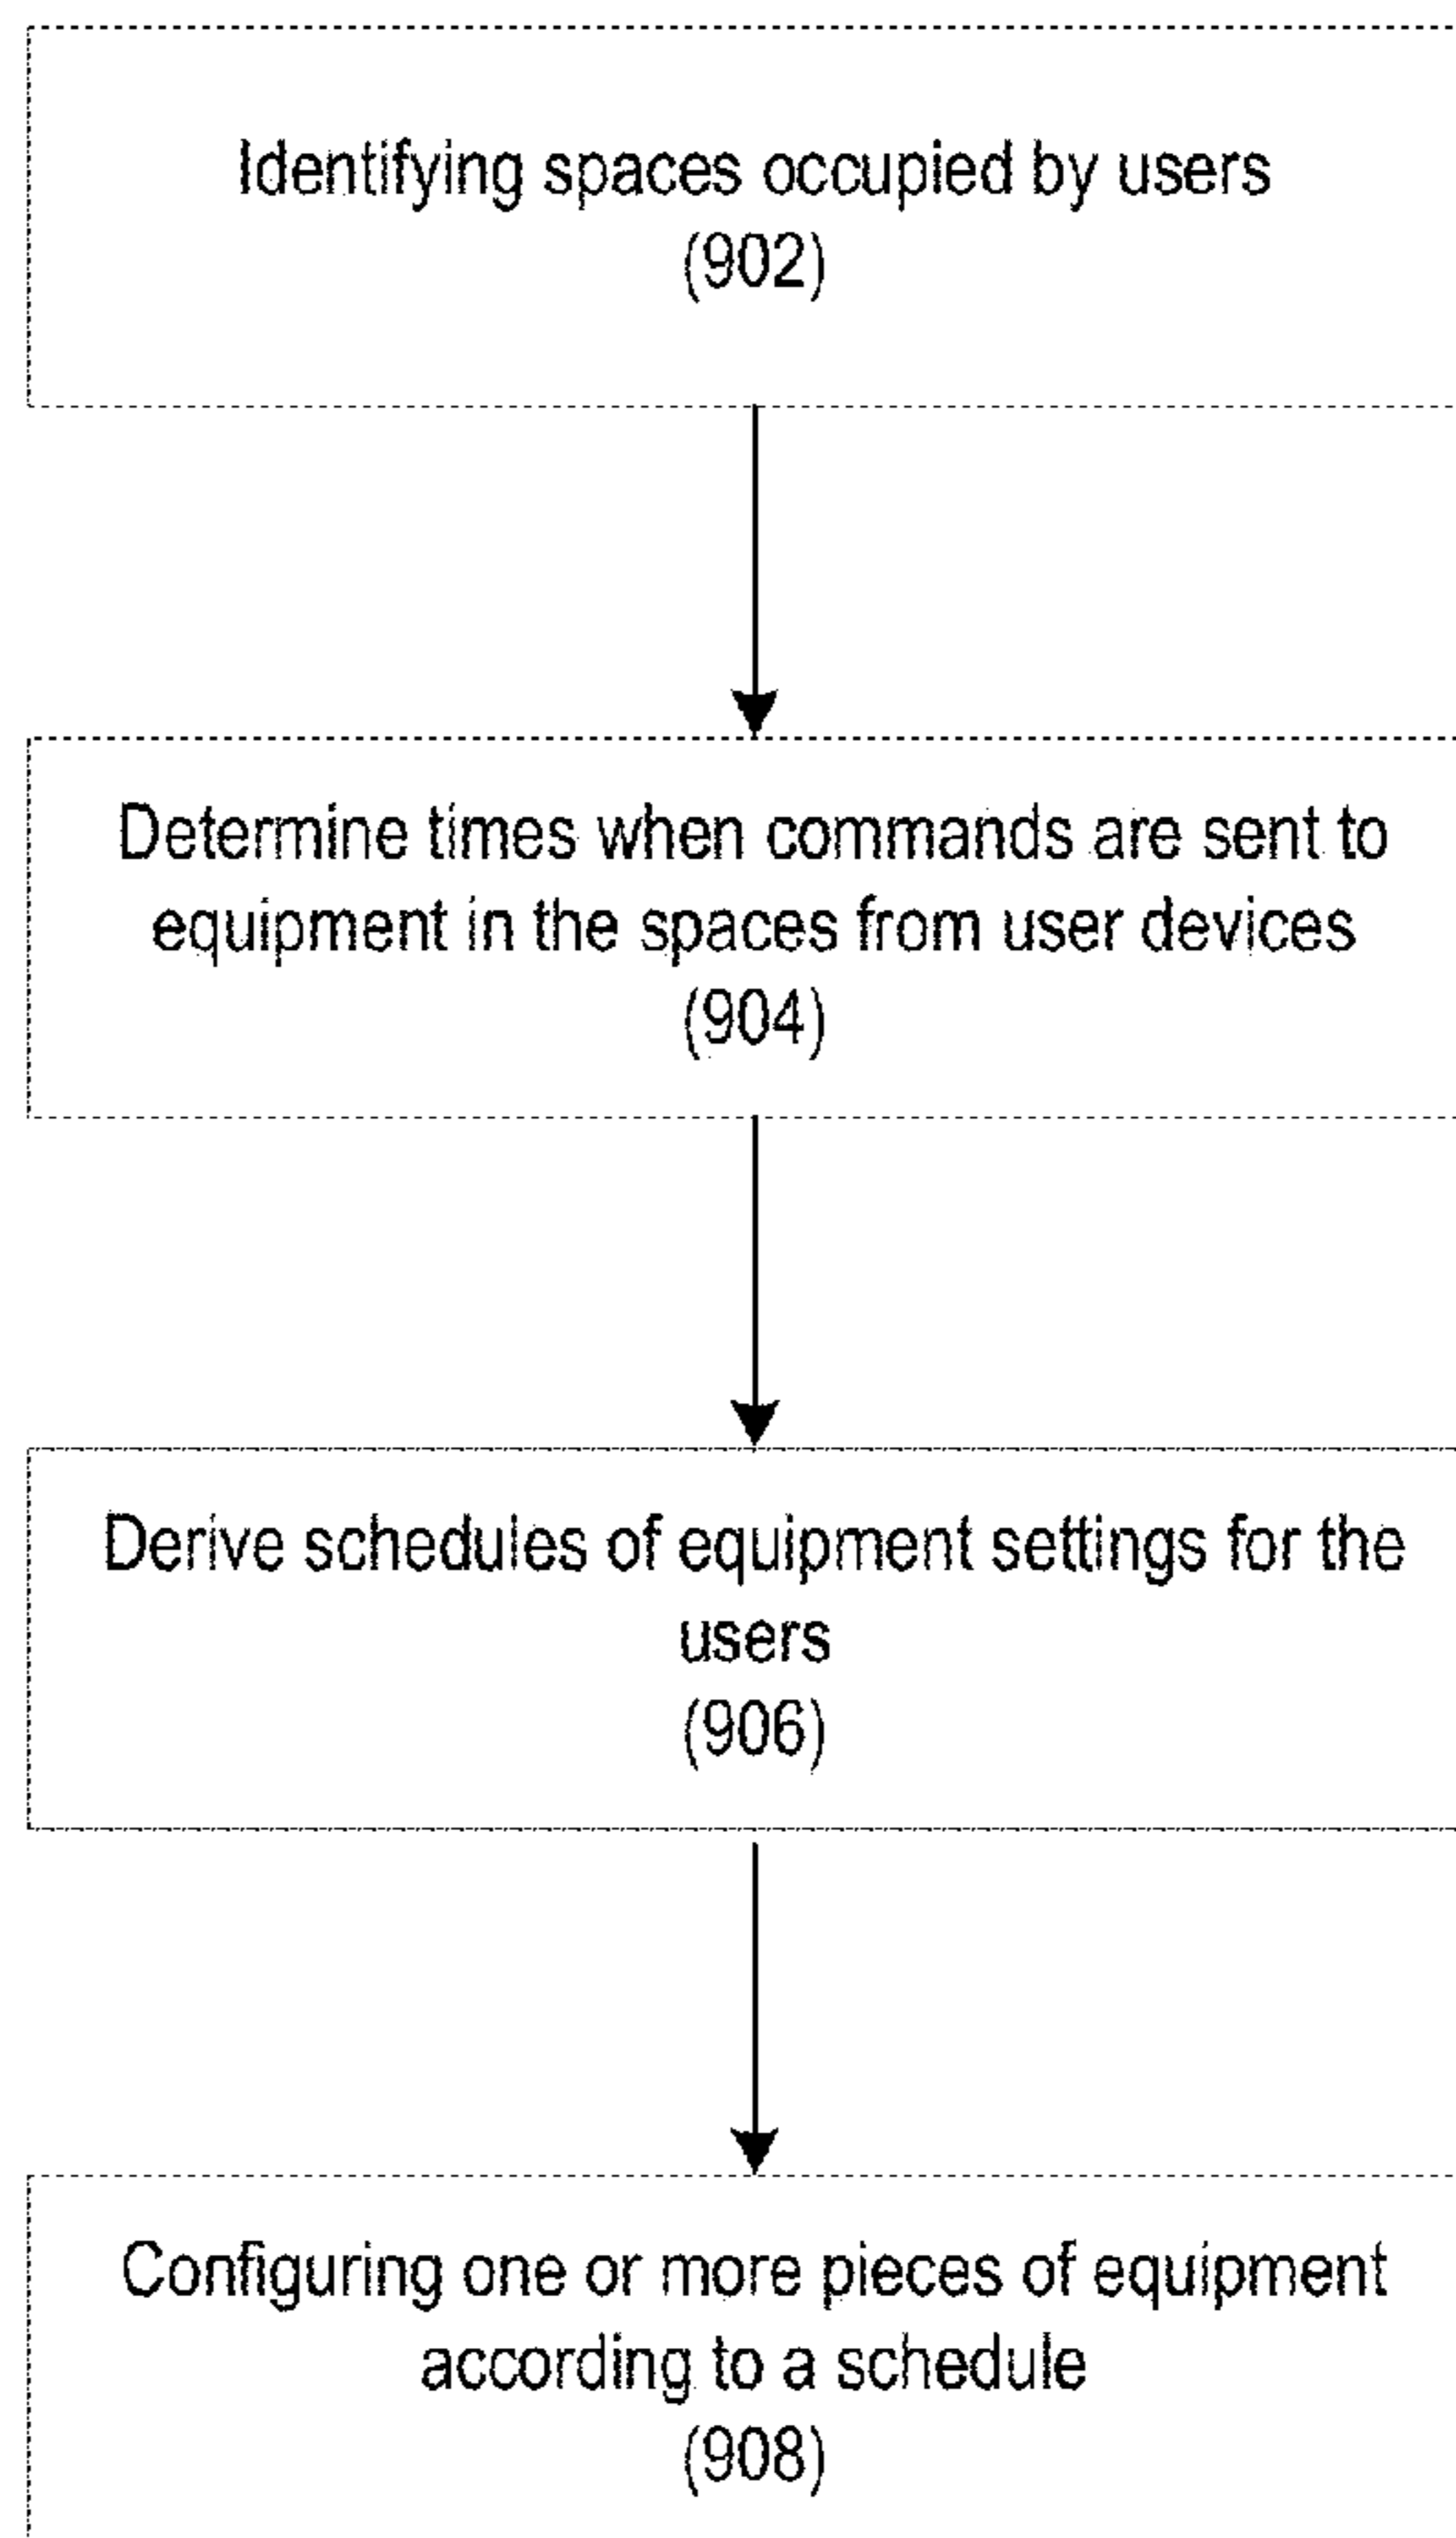 Identifying spaces occupied by users
(902)
Determine times when commands are sent to
equipment in the spaces from user devices
(904)
Derive schedules of equipment settings for the
users
(906)
Configuring one or more pieces of equipment
according to a schedule
(908)